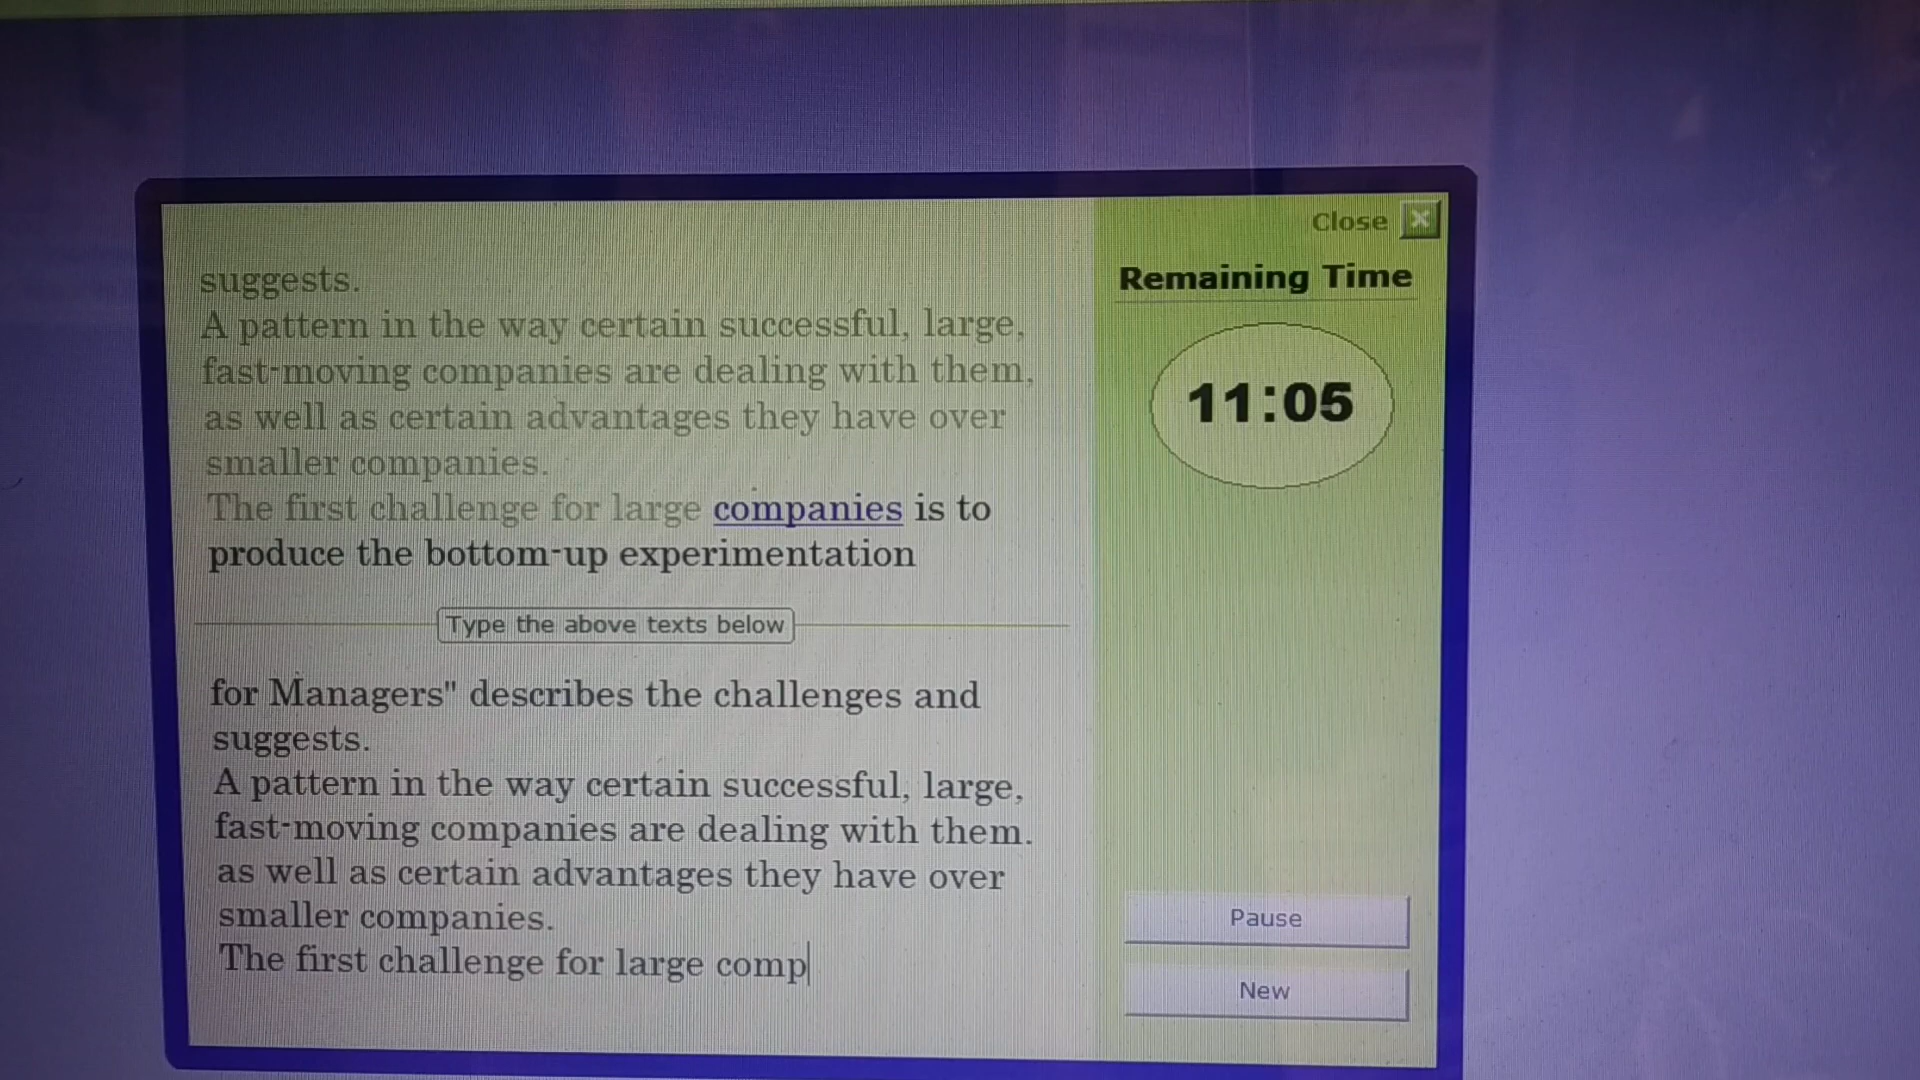 Close
Remaining Time
11:05
suggests.
A pattern in the way certain successful, large,
fast-moving companies are dealing with them,
as well as certain advantages they have over
smaller companies.
The first challenge for large companies is to
produce the bottom-up experimentation
Type the above texts below
for Managers" describes the challenges and
suggests.
A pattern in the way certain successful, large,
fast-moving companies are dealing with them.
as well as certain advantages they have over
smaller companies.
The first challenge for large comp
Pause
New